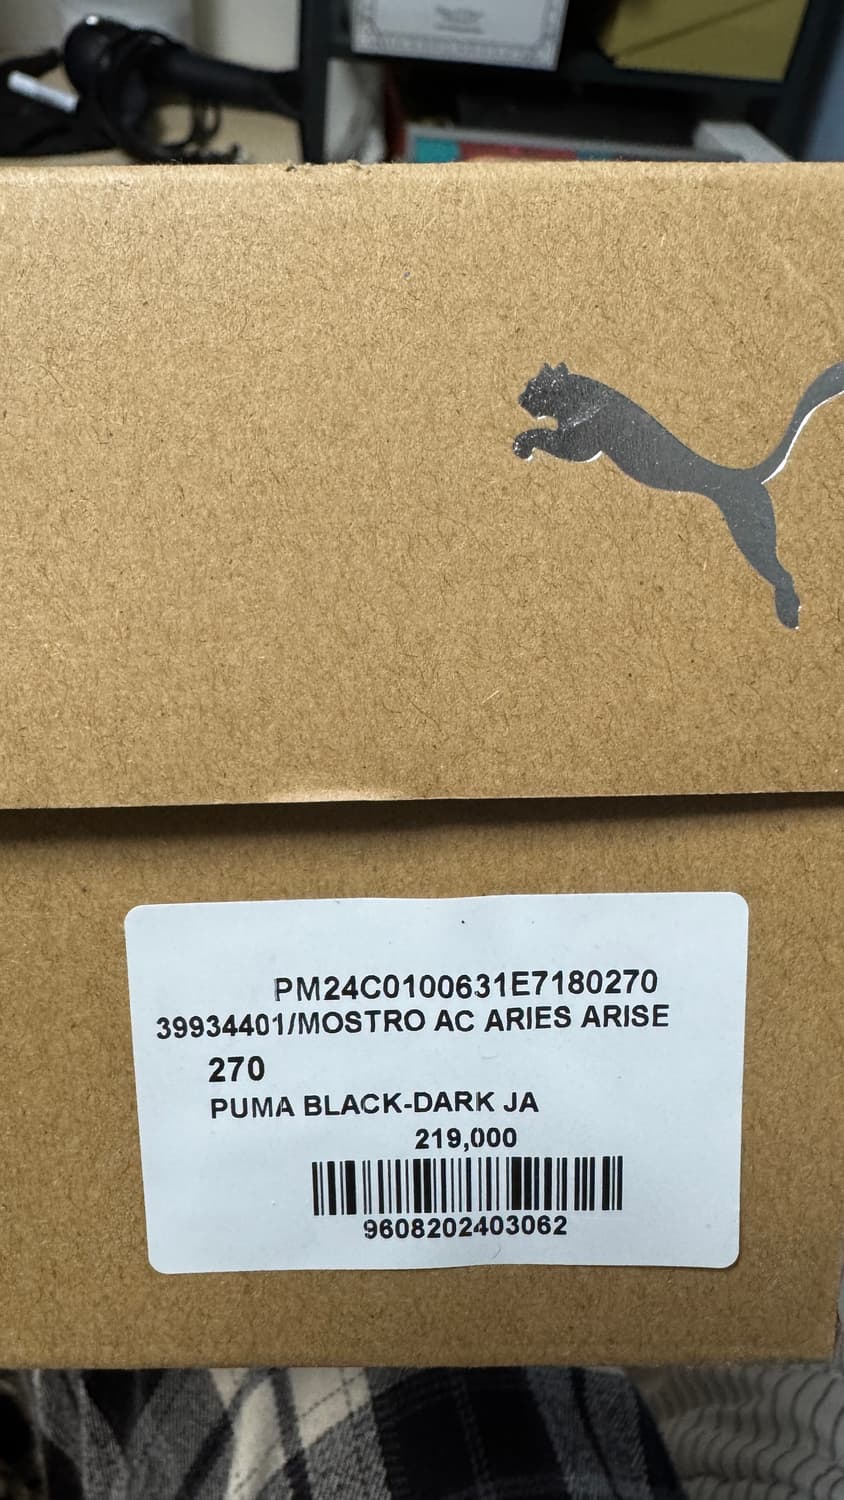 PM24C0100631E7180270
39934401/MOSTRO AC ARIES ARISE
270
PUMA BLACK-DARK JA
219,000
9608202403062